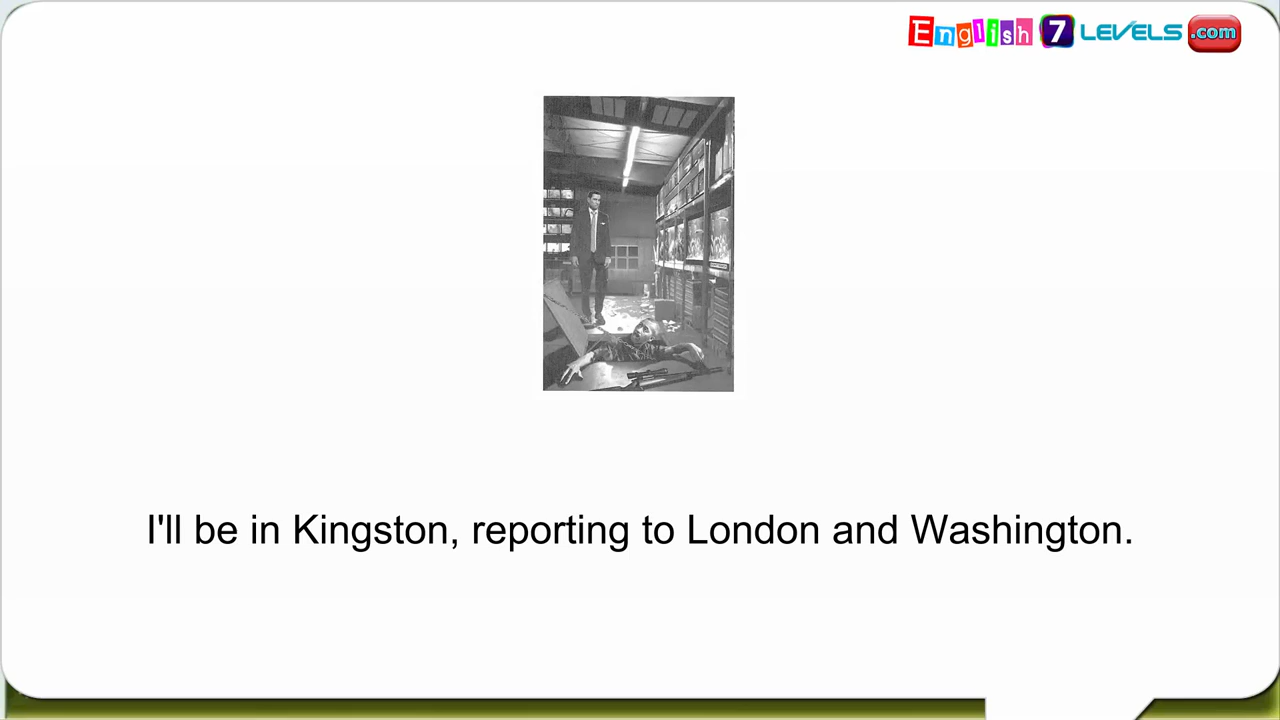 English 7 LEVELS .com
I'll be in Kingston, reporting to London and Washington.